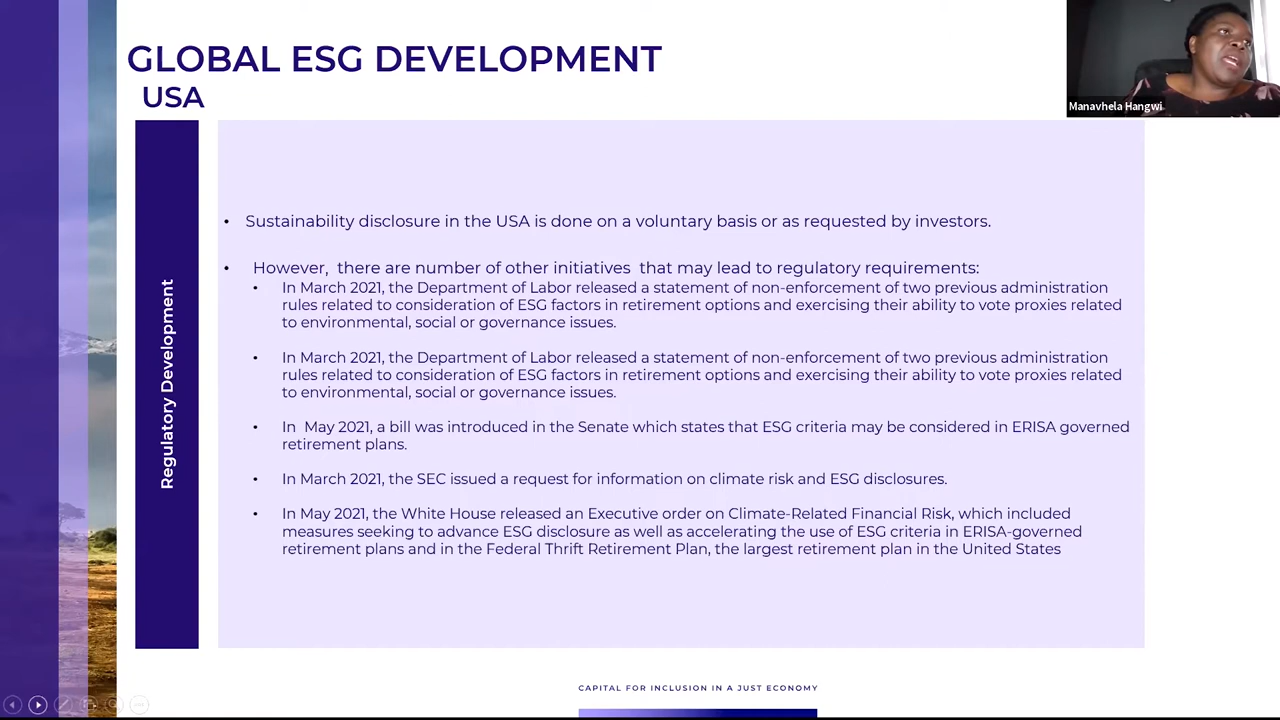 GLOBAL ESG DEVELOPMENT
USA
Manavhela Hangwi
Regulatory Development
• Sustainability disclosure in the USA is done on a voluntary basis or as requested by investors.
• However, there are number of other initiatives that may lead to regulatory requirements:
• In March 2021, the Department of Labor released a statement of non-enforcement of two previous administration
rules related to consideration of ESG factors in retirement options and exercising their ability to vote proxies related
to environmental, social or governance issues.
• In March 2021, the Department of Labor released a statement of non-enforcement of two previous administration
rules related to consideration of ESG factors in retirement options and exercising their ability to vote proxies related
to environmental, social or governance issues.
• In May 2021, a bill was introduced in the Senate which states that ESG criteria may be considered in ERISA governed
retirement plans.
• In March 2021, the SEC issued a request for information on climate risk and ESG disclosures.
• In May 2021, the White House released an Executive order on Climate-Related Financial Risk, which included
measures seeking to advance ESG disclosure as well as accelerating the use of ESG criteria in ERISA-governed
retirement plans and in the Federal Thrift Retirement Plan, the largest retirement plan in the United States
CAPITAL FOR INCLUSION IN A JUST ECONOMY